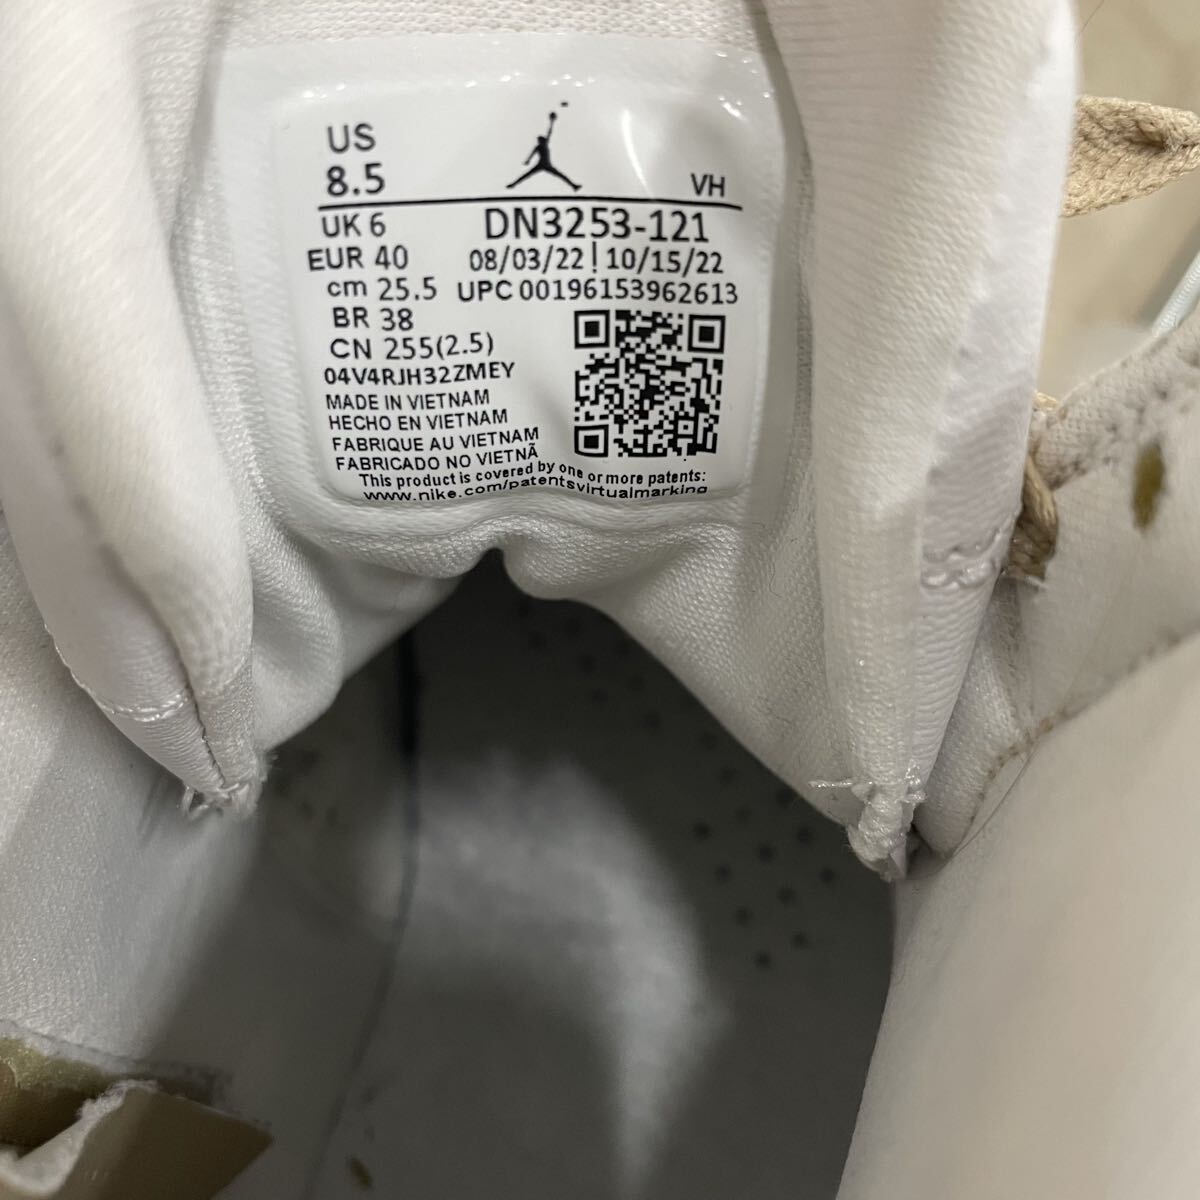 US
8.5
VH
UK 6
DN3253-121
EUR 40
08/03/22 | 10/15/22
cm 25.5
UPC 00196153962613
BR 38
CN 255(2.5)
04V4RJH32ZMEY
MADE IN VIETNAM
HECHO EN VIETNAM
FABRIQUE AU VIETNAM
FABRICADO NO VIETNÃ
This product is covered by one or more patents:
www.nike.com/patentsvirtualmarking